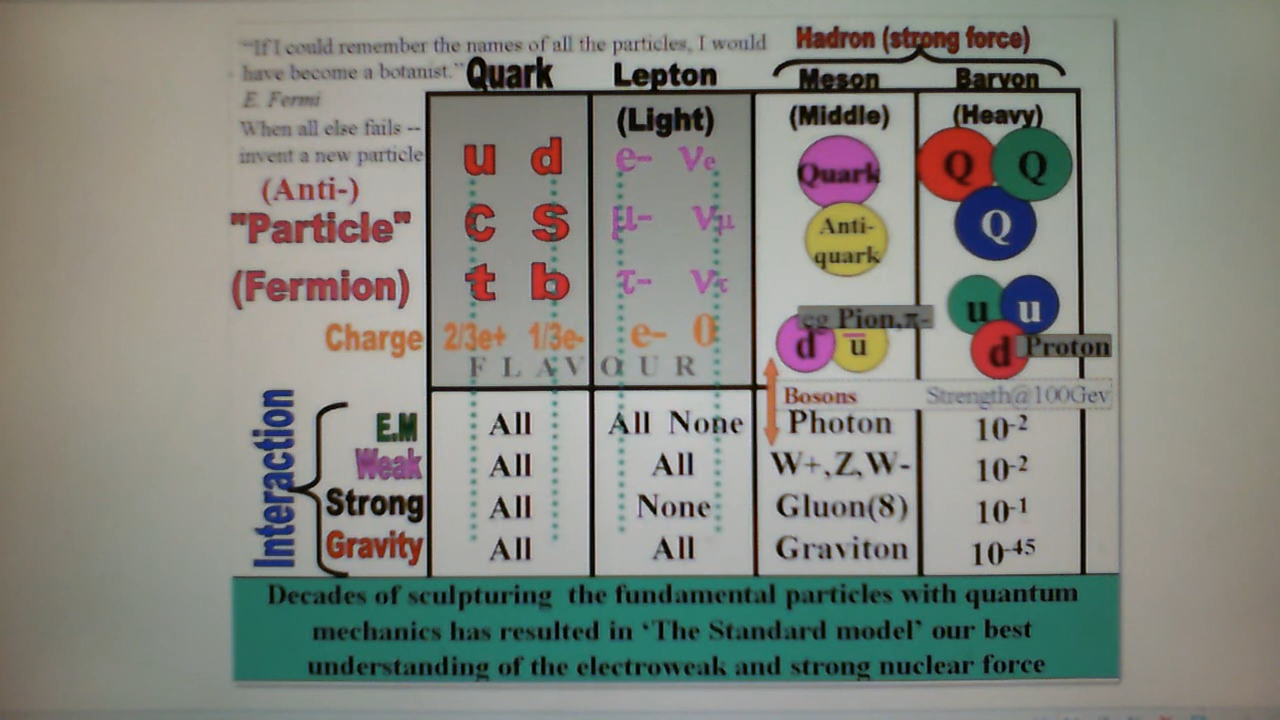 "If I could remember the names of all the particles, I would
have become a botanist."
E. Fermi
When all else fails --
invent a new particle
Hadron (strong force)
Quark Lepton Meson Baryon
(Light) (Middle) (Heavy)
(Anti-)
"Particle"
(Fermion)
u d e- νe
c s μ- νμ
t b τ- ντ
Charge 2/3e+ 1/3e- e- 0
F L A V O U R
Quark
Anti-
quark
Q Q
Q
eg Pion,π-
d u̅
u u
d Proton
Bosons Strength@100Gev
Interaction
E.M All All None Photon 10-2
Weak All All W+,Z,W- 10-2
Strong All None Gluon(8) 10-1
Gravity All All Graviton 10-45
Decades of sculpturing the fundamental particles with quantum
mechanics has resulted in 'The Standard model' our best
understanding of the electroweak and strong nuclear force